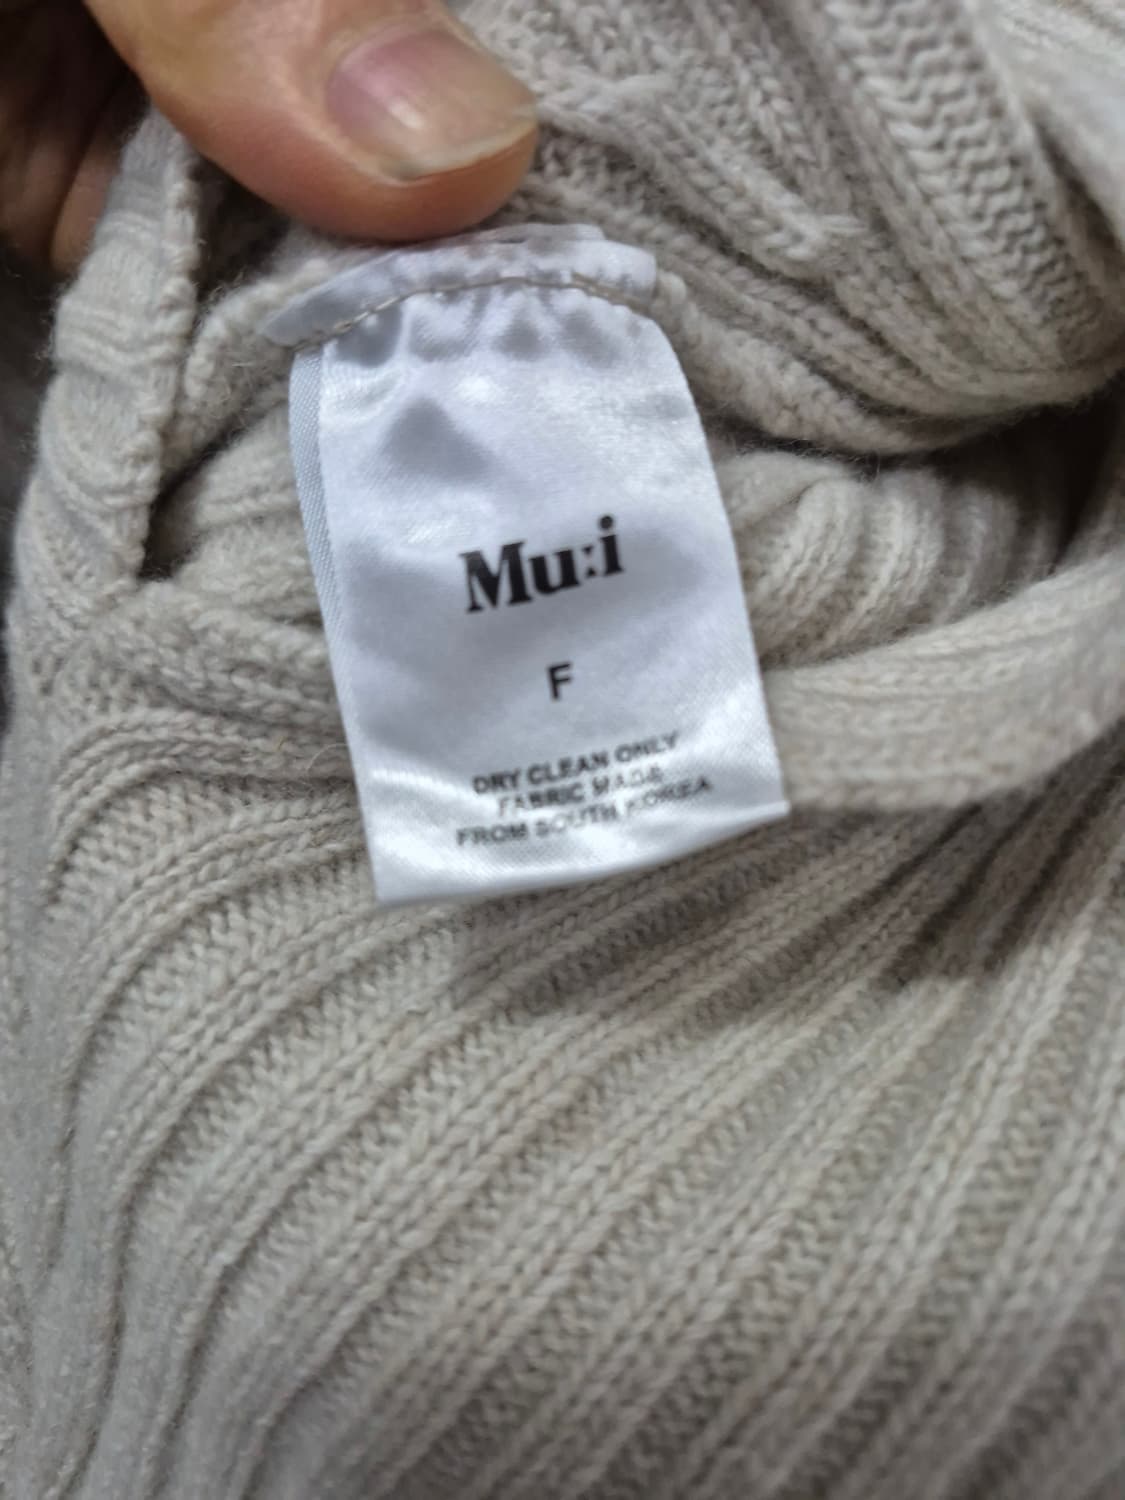 Mu:i
F
DRY CLEAN ONLY
FABRIC MADE
FROM SOUTH KOREA